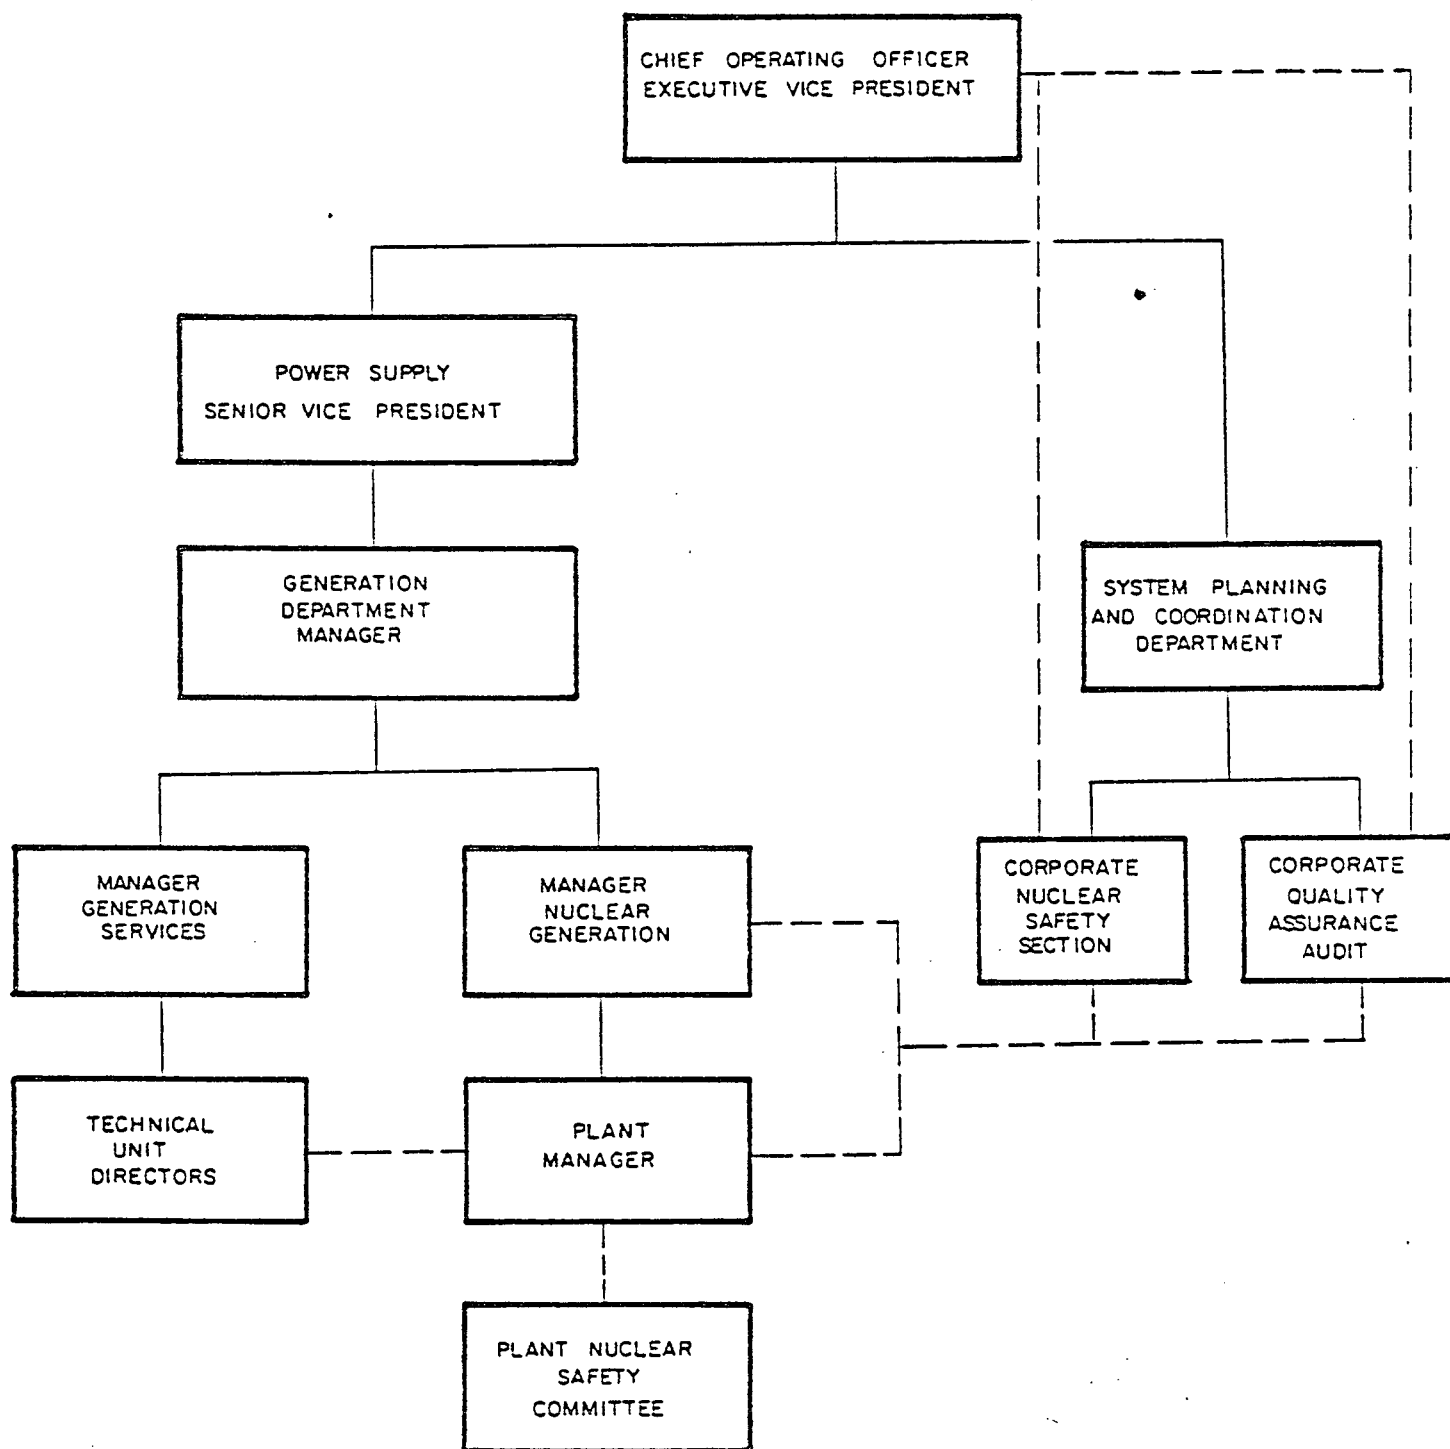 CHIEF OPERATING OFFICER
EXECUTIVE VICE PRESIDENT
POWER SUPPLY
SENIOR VICE PRESIDENT
GENERATION
DEPARTMENT
MANAGER
SYSTEM PLANNING
AND COORDINATION
DEPARTMENT
MANAGER
GENERATION
SERVICES
MANAGER
NUCLEAR
GENERATION
CORPORATE
NUCLEAR
SAFETY
SECTION
CORPORATE
QUALITY
ASSURANCE
AUDIT
TECHNICAL
UNIT
DIRECTORS
PLANT
MANAGER
PLANT NUCLEAR
SAFETY
COMMITTEE